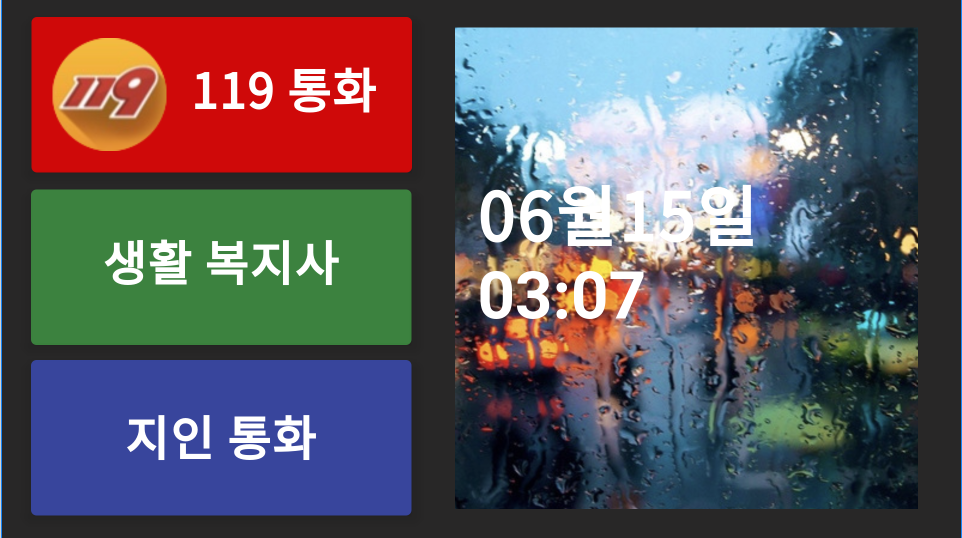 119
119 통화
생활 복지사
지인 통화
06월15일
03:07